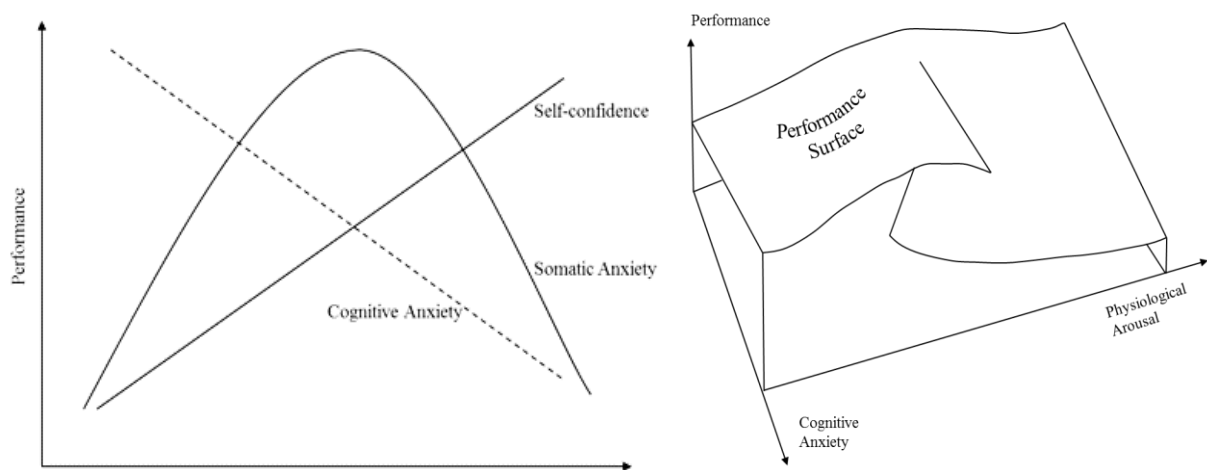 Performance
Self-confidence
Somatic Anxiety
Cognitive Anxiety
Performance
Performance
Surface
Physiological
Arousal
Cognitive
Anxiety